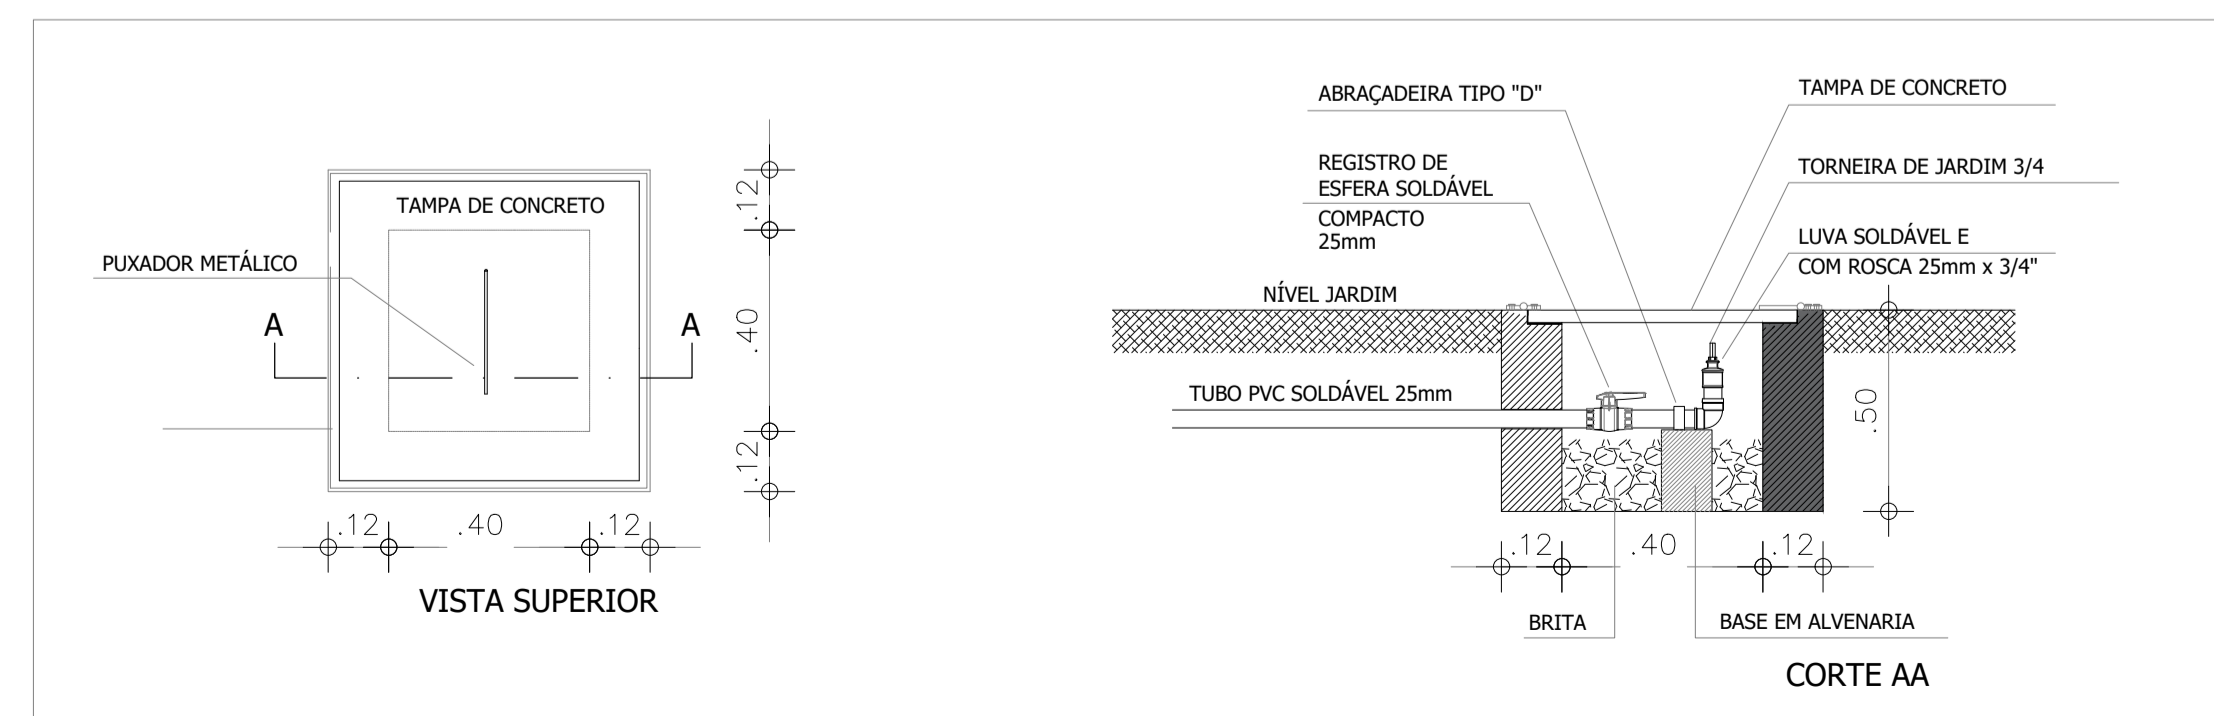 TAMPA DE CONCRETO
PUXADOR METÁLICO
A
A
.12
.40
.12
.12
.40
.12
VISTA SUPERIOR
ABRAÇADEIRA TIPO "D"
TAMPA DE CONCRETO
REGISTRO DE
ESFERA SOLDÁVEL
COMPACTO
25mm
TORNEIRA DE JARDIM 3/4
LUVA SOLDÁVEL E
COM ROSCA 25mm x 3/4"
NÍVEL JARDIM
TUBO PVC SOLDÁVEL 25mm
.50
.12
.40
.12
BRITA
BASE EM ALVENARIA
CORTE AA